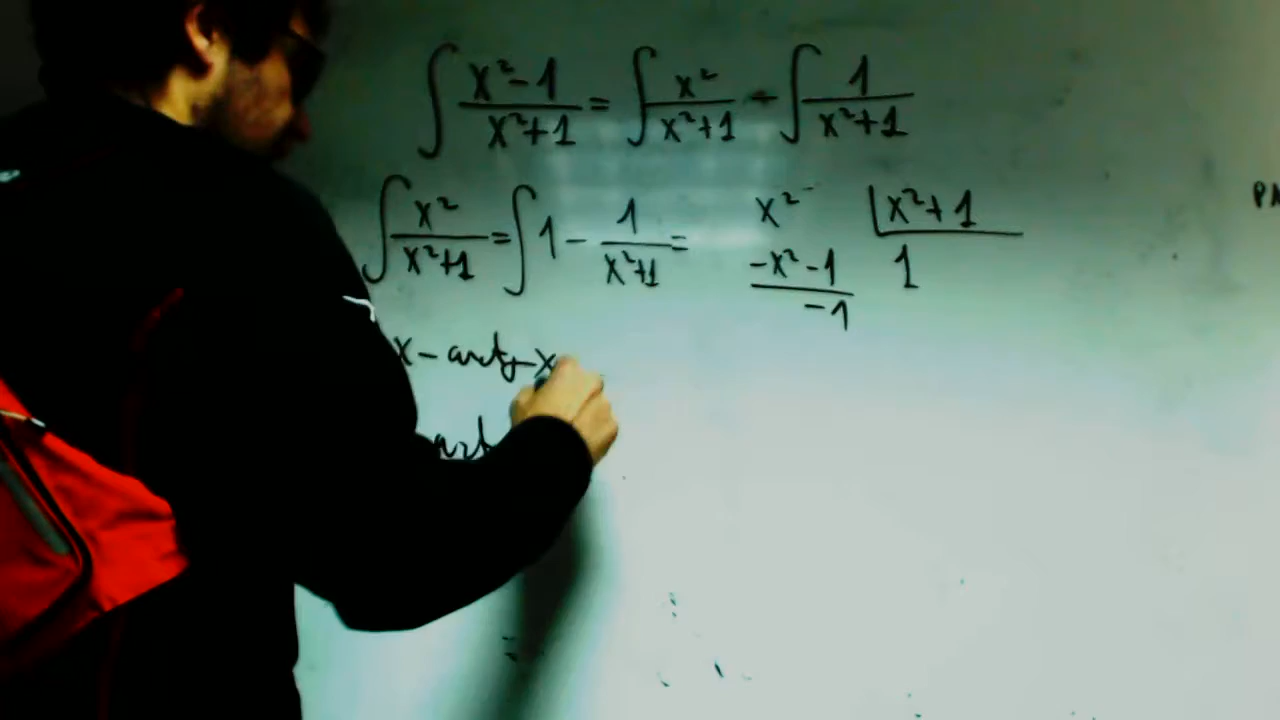 ∫ x²-1 / x²+1 = ∫ x² / x²+1 - ∫ 1 / x²+1
∫ x² / x²+1 = ∫ 1 - 1 / x²+1 =
x² | x²+1
-x²-1 1
-1
x - arctg x